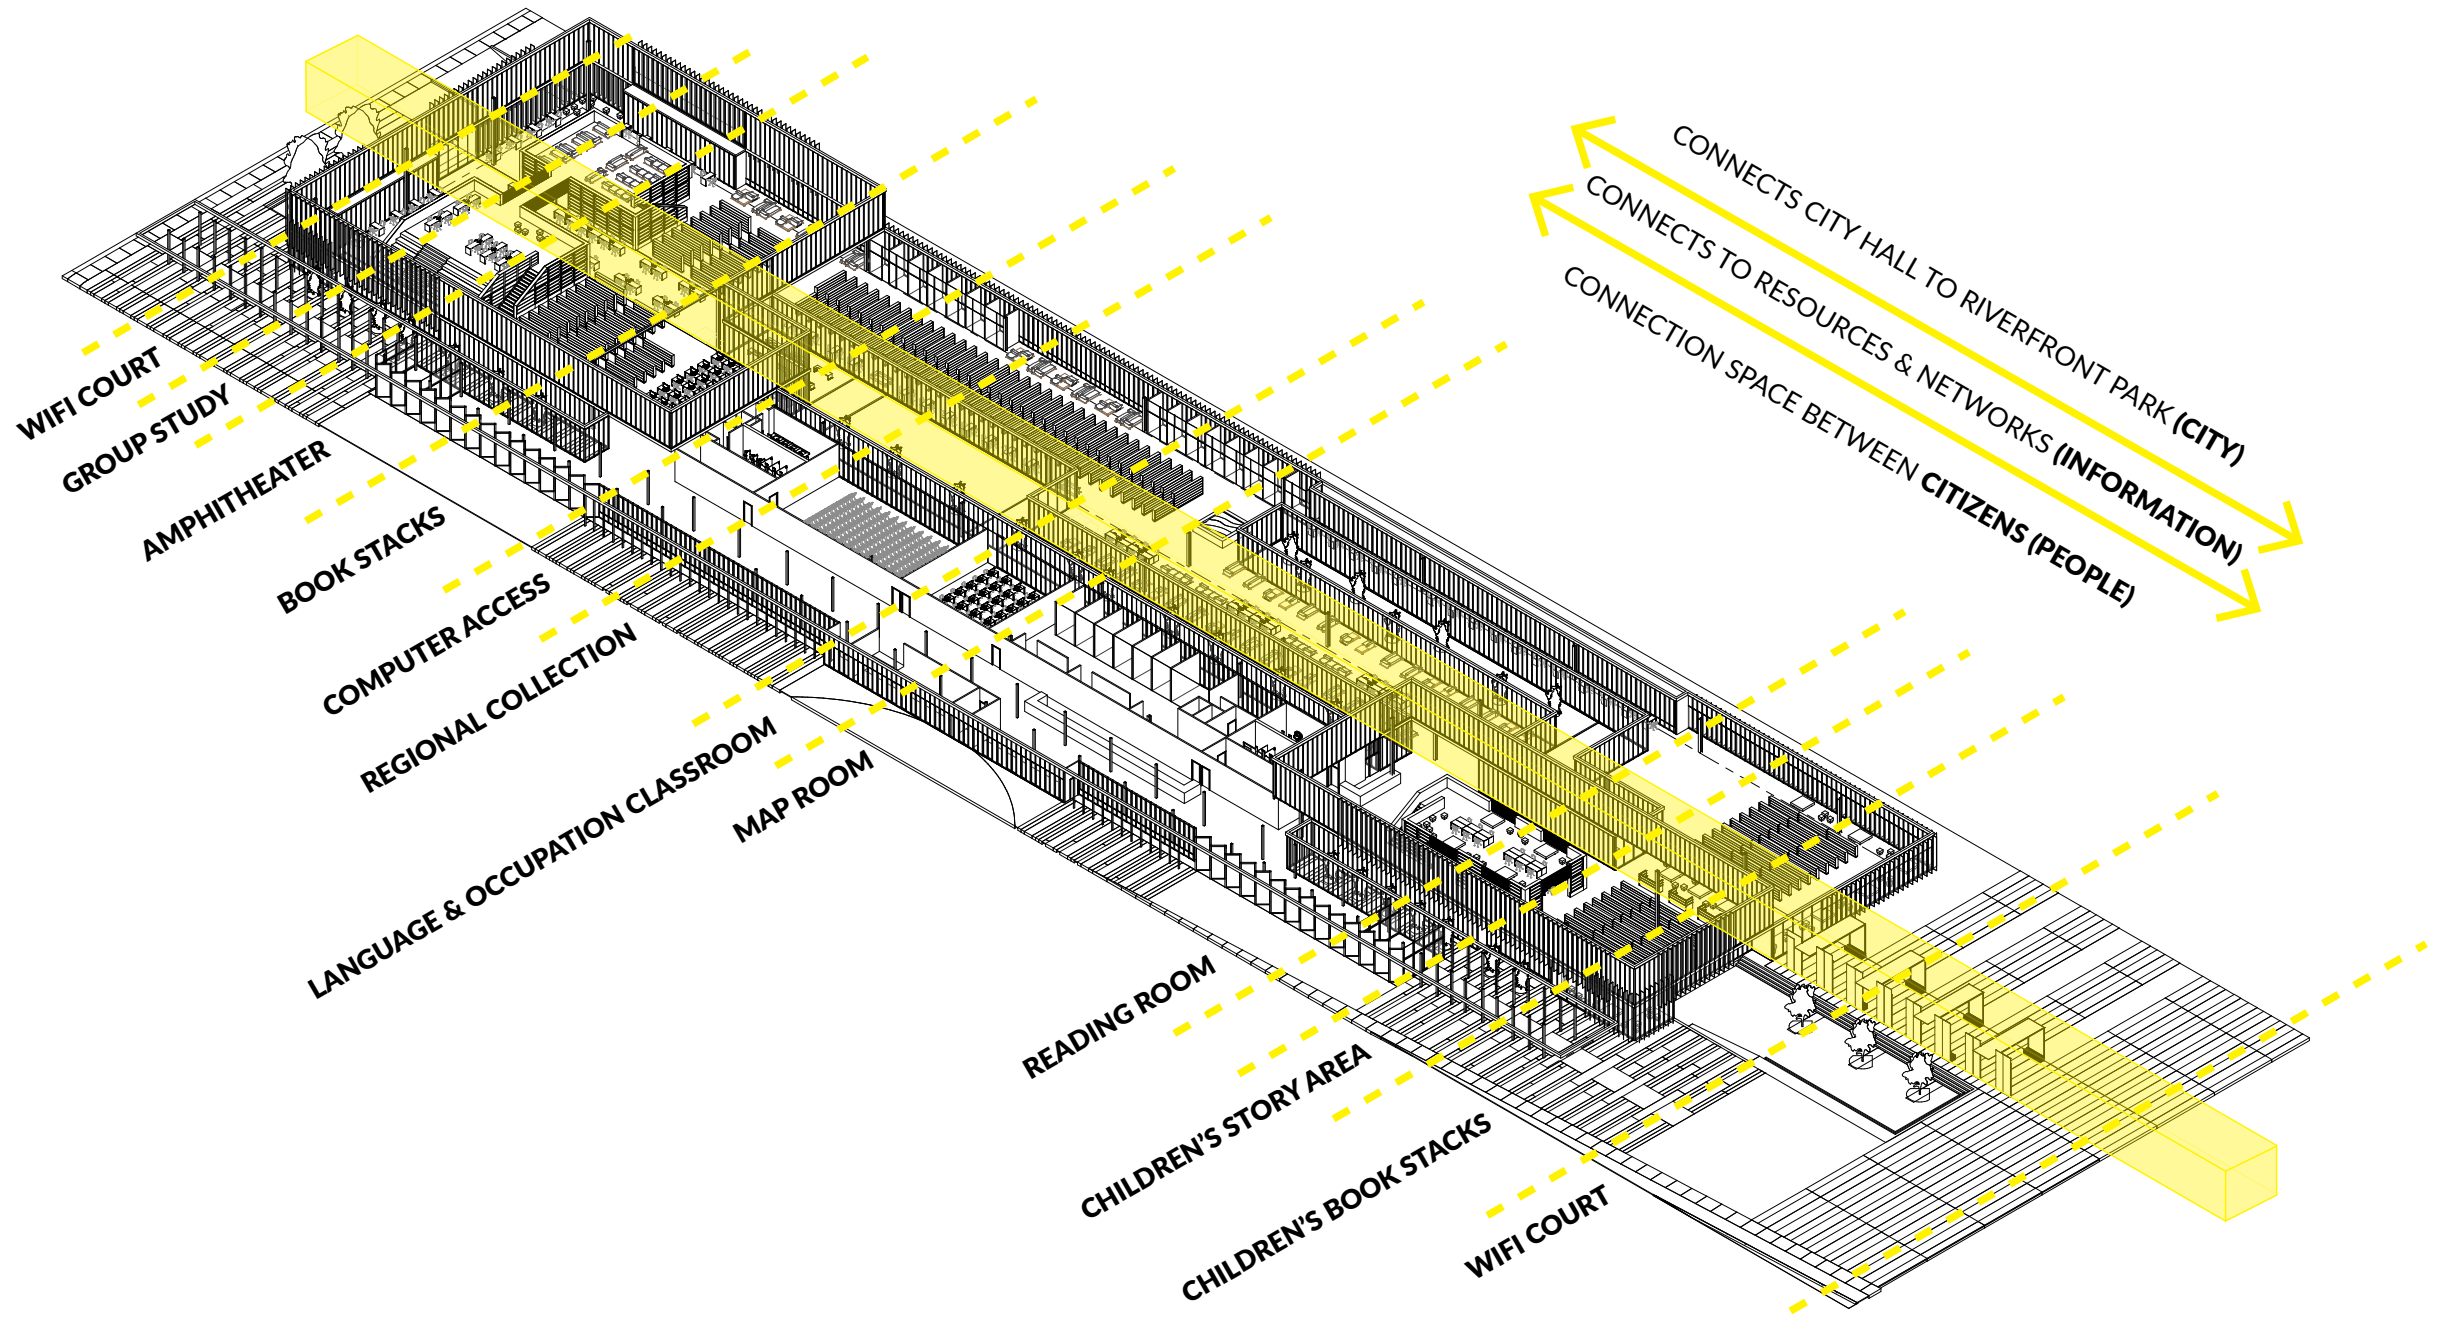 CONNECTS CITY HALL TO RIVERFRONT PARK (CITY)
CONNECTS TO RESOURCES & NETWORKS (INFORMATION)
CONNECTION SPACE BETWEEN CITIZENS (PEOPLE)
WIFI COURT
GROUP STUDY
AMPHITHEATER
BOOK STACKS
COMPUTER ACCESS
REGIONAL COLLECTION
LANGUAGE & OCCUPATION CLASSROOM
MAP ROOM
READING ROOM
CHILDREN'S STORY AREA
CHILDREN'S BOOK STACKS
WIFI COURT